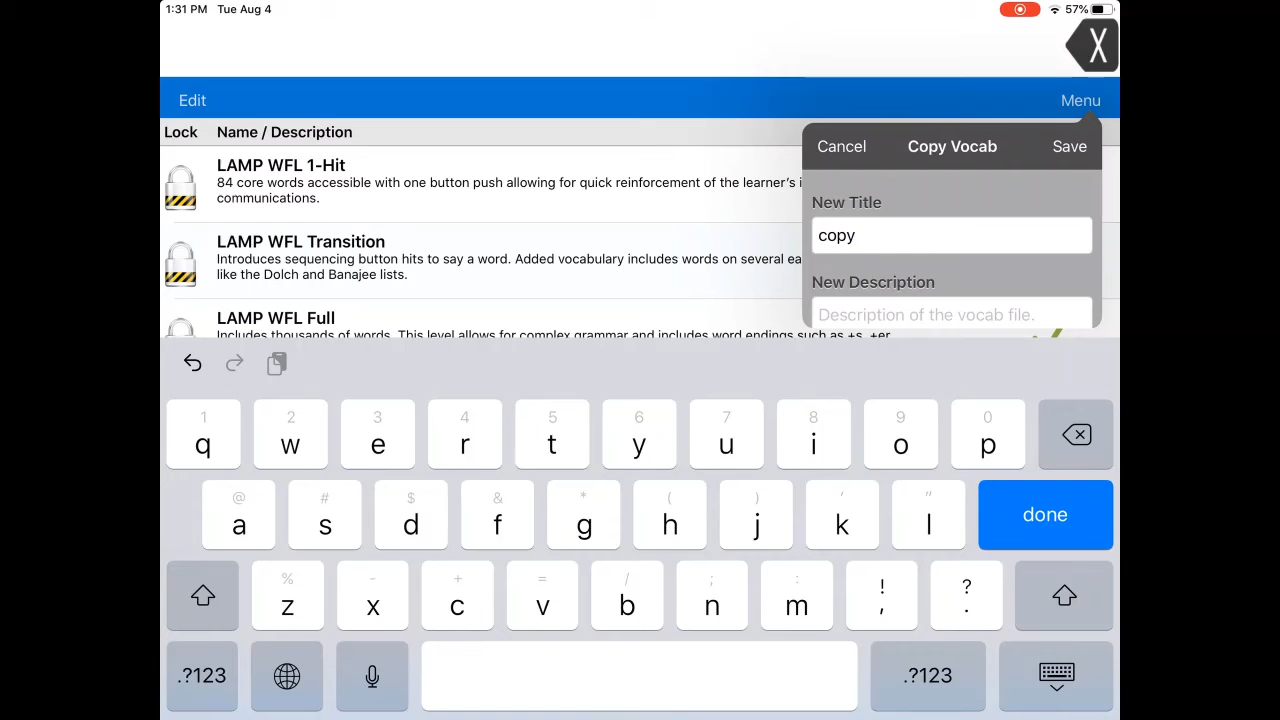 1:31 PM Tue Aug 4
57%
X
Edit
Menu
Lock
Name / Description
LAMP WFL 1-Hit
84 core words accessible with one button push allowing for quick reinforcement of the learner's i
communications.
LAMP WFL Transition
Introduces sequencing button hits to say a word. Added vocabulary includes words on several ea
like the Dolch and Banajee lists.
LAMP WFL Full
Includes thousands of words. This level allows for complex grammar and includes word endings such as +s, +er
Cancel
Copy Vocab
Save
New Title
copy
New Description
Description of the vocab file.
1 2 3 4 5 6 7 8 9 0
q w e r t y u i o p
@ # $ & * ( ) ' "
a s d f g h j k l
done
% - + = / ; : ! ?
z x c v b n m , .
.?123
.?123